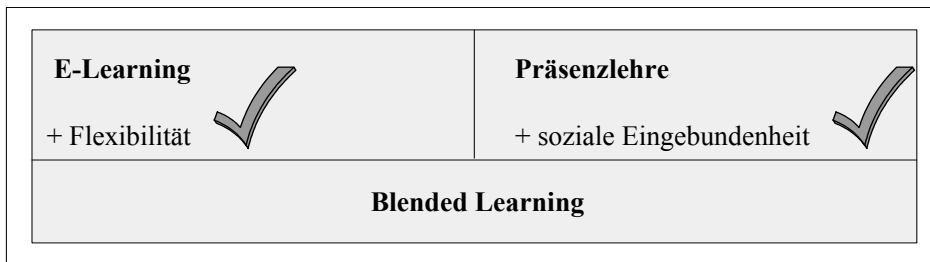 E-Learning
+ Flexibilität
Präsenzlehre
+ soziale Eingebundenheit
Blended Learning